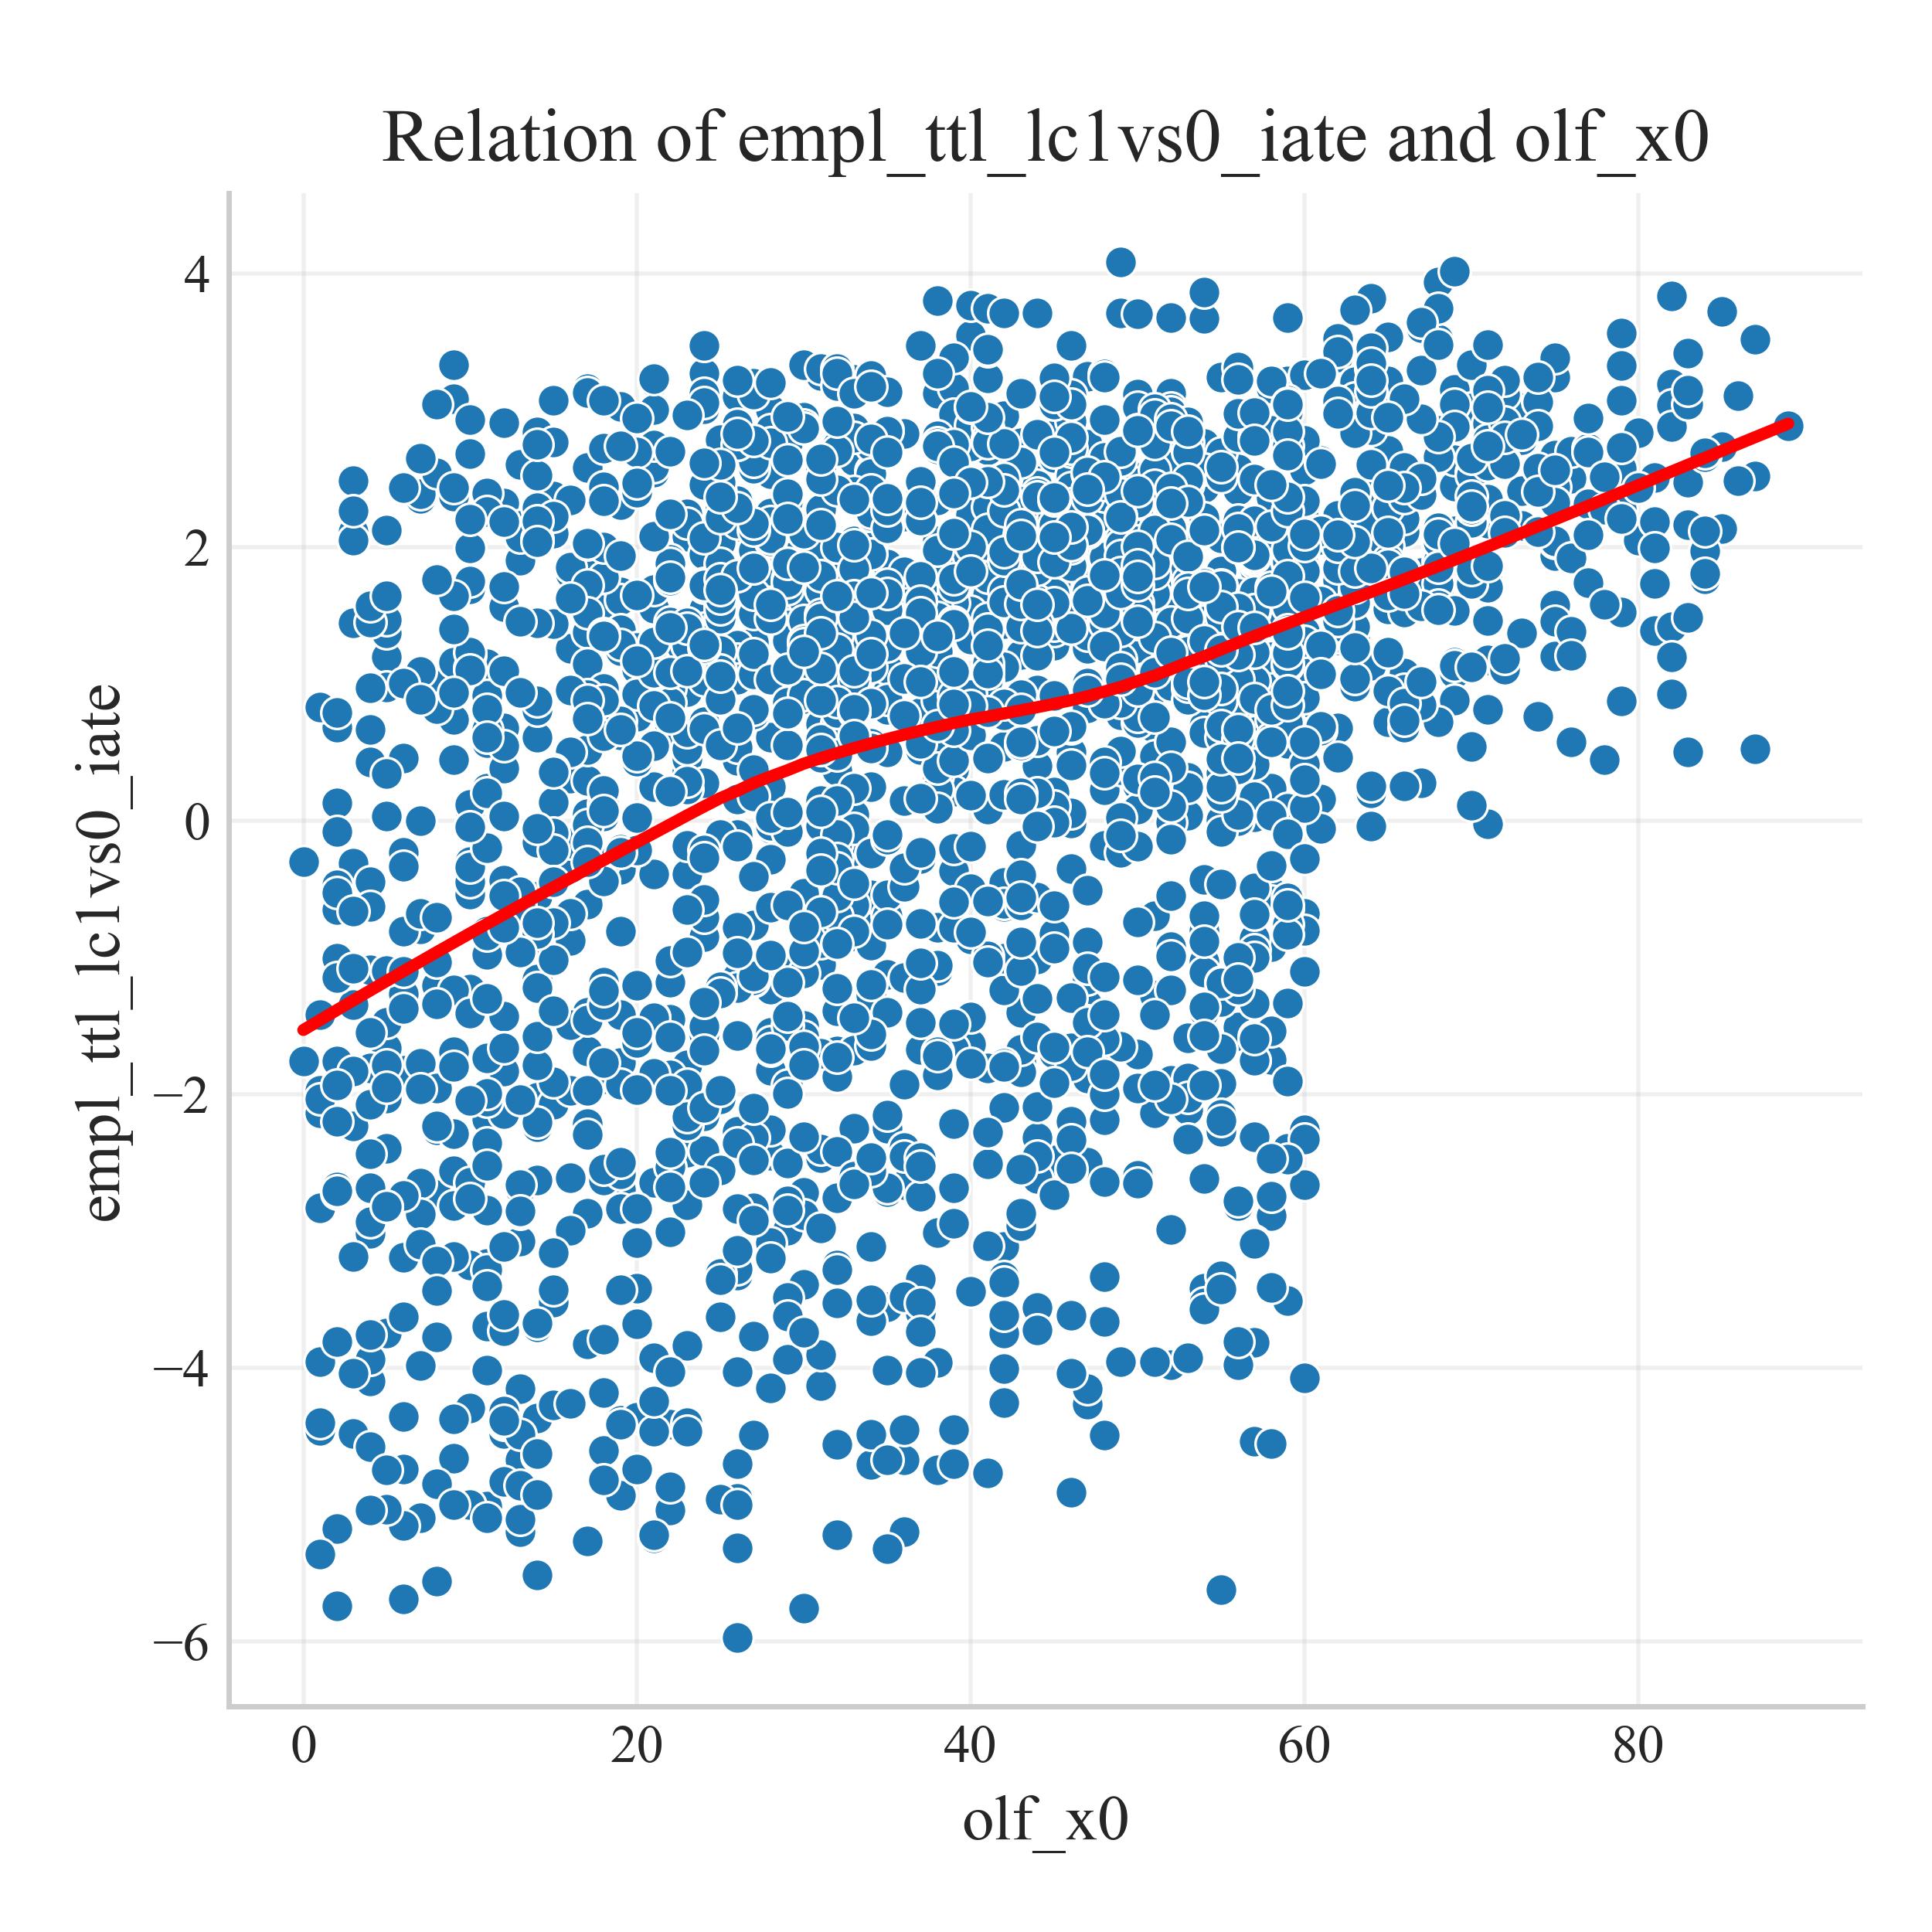 Relation of empl_ttl_lc1vs0_iate and olf_x0
empl_ttl_lc1vs0_iate
4
2
0
−2
−4
−6
0 20 40 60 80
olf_x0